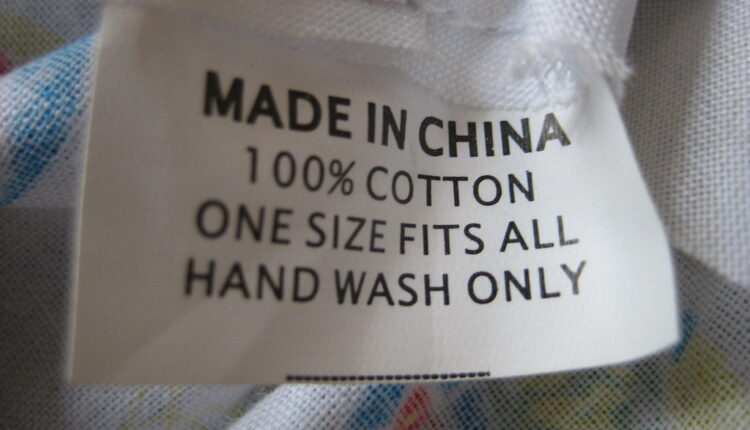 MADE IN CHINA
100% COTTON
ONE SIZE FITS ALL
HAND WASH ONLY